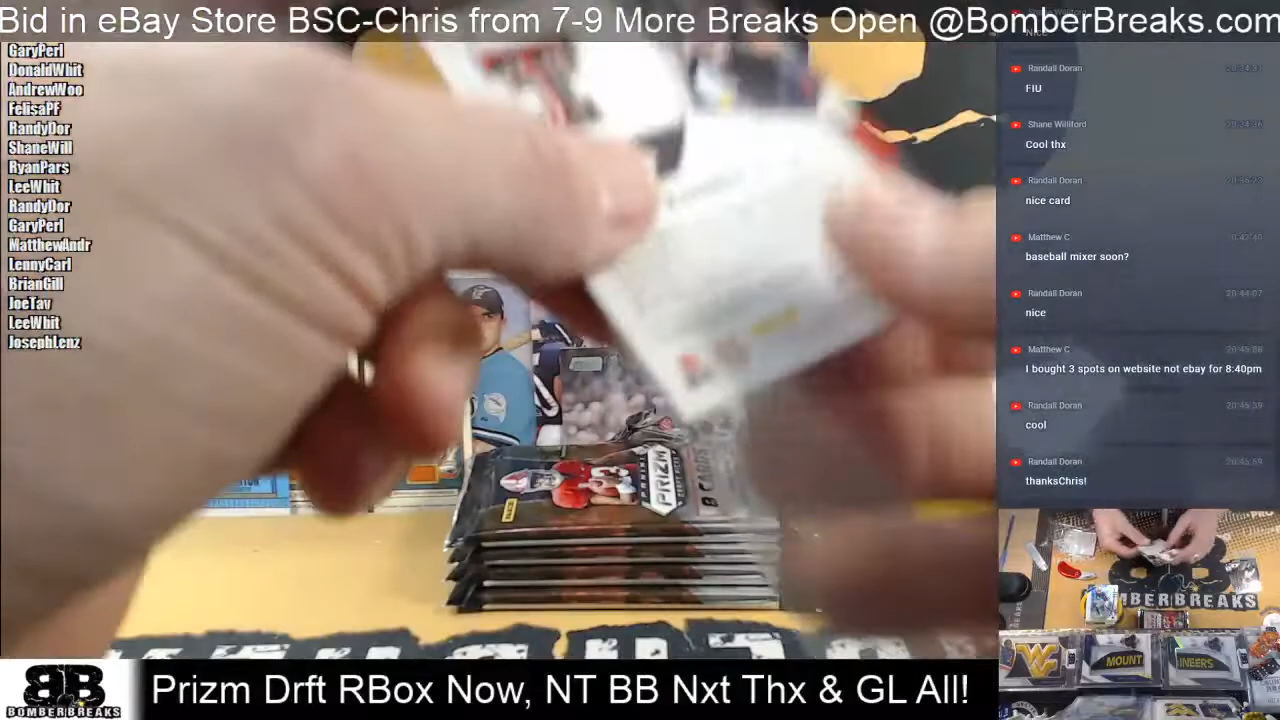 Bid in eBay Store BSC-Chris from 7-9 More Breaks Open @BomberBreaks.com
GaryPerl
DonaldWhit
AndrewWoo
FelisaPF
RandyDor
ShaneWill
RyanPars
LeeWhit
RandyDor
GaryPerl
MatthewAndr
LennyCarl
BrianGill
JoeTav
LeeWhit
JosephLenz
Randall Doran
FIU
Shane Williford
Cool thx
Randall Doran
nice card
Matthew C
baseball mixer soon?
Randall Doran
nice
Matthew C
I bought 3 spots on website not ebay for 8:40pm
Randall Doran
cool
Randall Doran
thanksChris!
PANINI
PRIZM
8 CARDS
BOMBERBREAKS
MOUNT
INEERS
BB
BOMBERBREAKS
Prizm Drft RBox Now, NT BB Nxt Thx & GL All!